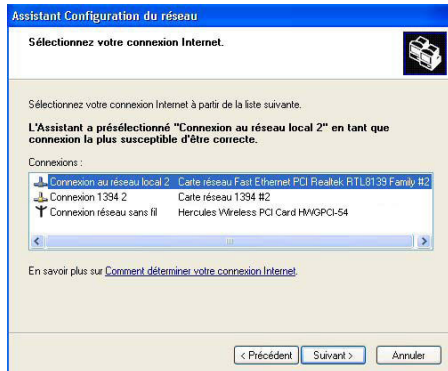 Assistant Configuration du réseau
Sélectionnez votre connexion Internet.
Sélectionnez votre connexion Internet à partir de la liste suivante.
L'Assistant a présélectionné "Connexion au réseau local 2" en tant que
connexion la plus susceptible d'être correcte.
Connexions :
Connexion au réseau local 2 Carte réseau Fast Ethernet PCI Realtek RTL8139 Family #2
Connexion 1394 2 Carte réseau 1394 #2
Connexion réseau sans fil Hercules Wireless PCI Card HWGPCI-54
En savoir plus sur Comment déterminer votre connexion Internet.
< Précédent Suivant > Annuler